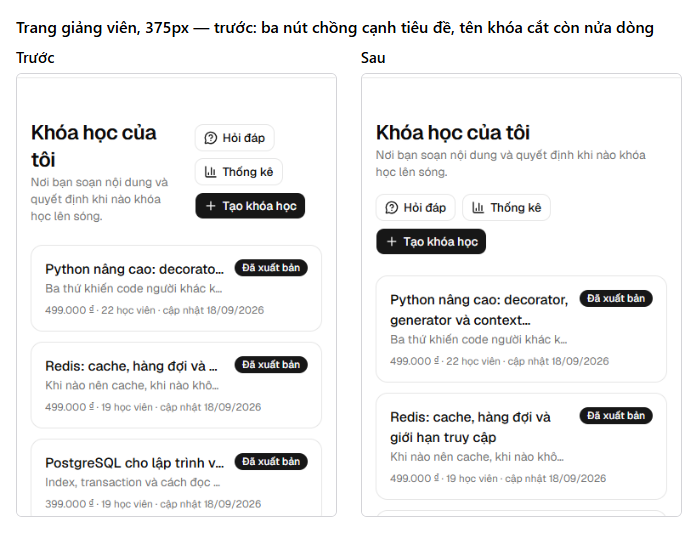 Trang giảng viên, 375px — trước: ba nút chồng cạnh tiêu đề, tên khóa cắt còn nửa dòng
Trước
Khóa học của
tôi
Nơi bạn soạn nội dung và
quyết định khi nào khóa
học lên sóng.
Hỏi đáp
Thống kê
+ Tạo khóa học
Python nâng cao: decorato...
Đã xuất bản
Ba thứ khiến code người khác k...
499.000 ₫ · 22 học viên · cập nhật 18/09/2026
Redis: cache, hàng đợi và ...
Đã xuất bản
Khi nào nên cache, khi nào khô...
499.000 ₫ · 19 học viên · cập nhật 18/09/2026
PostgreSQL cho lập trình v...
Đã xuất bản
Index, transaction và cách đọc ...
399.000 ₫ · 19 học viên · cập nhật 18/09/2026
Sau
Khóa học của tôi
Nơi bạn soạn nội dung và quyết định khi nào khóa
học lên sóng.
Hỏi đáp
Thống kê
+ Tạo khóa học
Python nâng cao: decorator,
generator và context...
Đã xuất bản
Ba thứ khiến code người khác k...
499.000 ₫ · 22 học viên · cập nhật 18/09/2026
Redis: cache, hàng đợi và
giới hạn truy cập
Đã xuất bản
Khi nào nên cache, khi nào khô...
499.000 ₫ · 19 học viên · cập nhật 18/09/2026